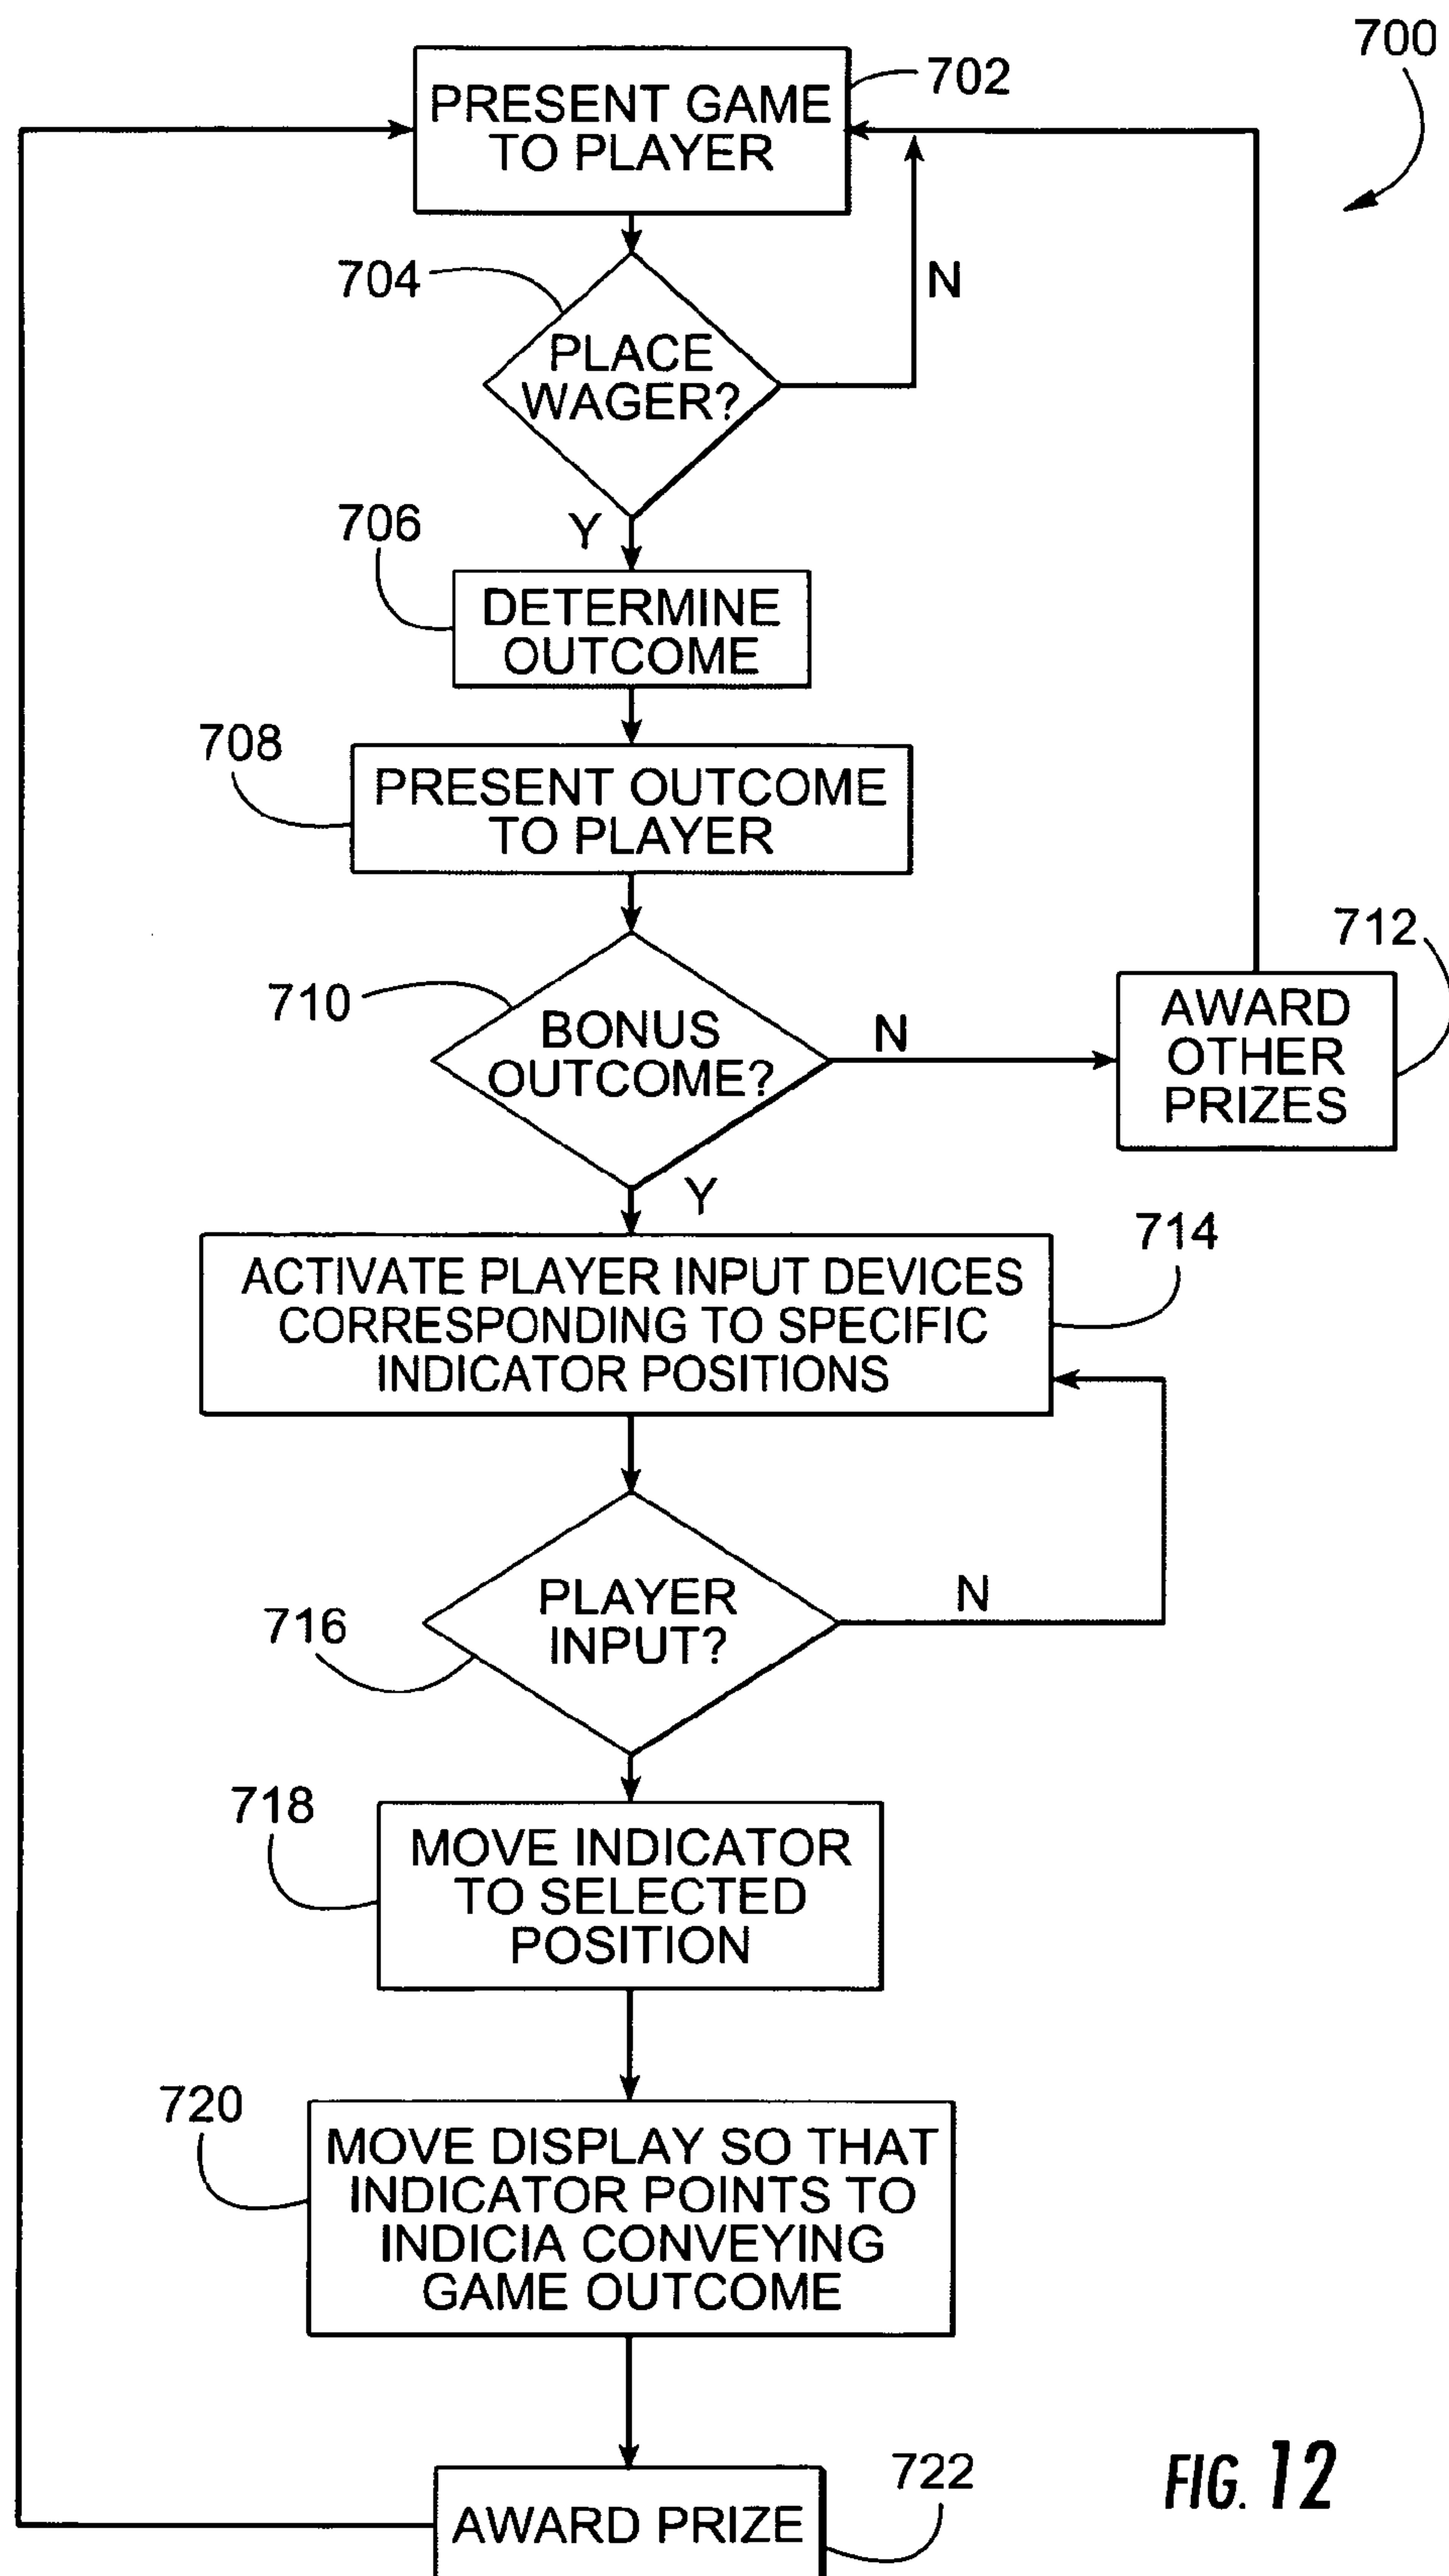 700
702
PRESENT GAME
TO PLAYER
704
N
PLACE
WAGER?
Y
706
DETERMINE
OUTCOME
708
PRESENT OUTCOME
TO PLAYER
710
BONUS
OUTCOME?
N
712
AWARD
OTHER
PRIZES
Y
714
ACTIVATE PLAYER INPUT DEVICES
CORRESPONDING TO SPECIFIC
INDICATOR POSITIONS
716
PLAYER
INPUT?
N
718
MOVE INDICATOR
TO SELECTED
POSITION
720
MOVE DISPLAY SO THAT
INDICATOR POINTS TO
INDICIA CONVEYING
GAME OUTCOME
722
AWARD PRIZE
FIG. 12